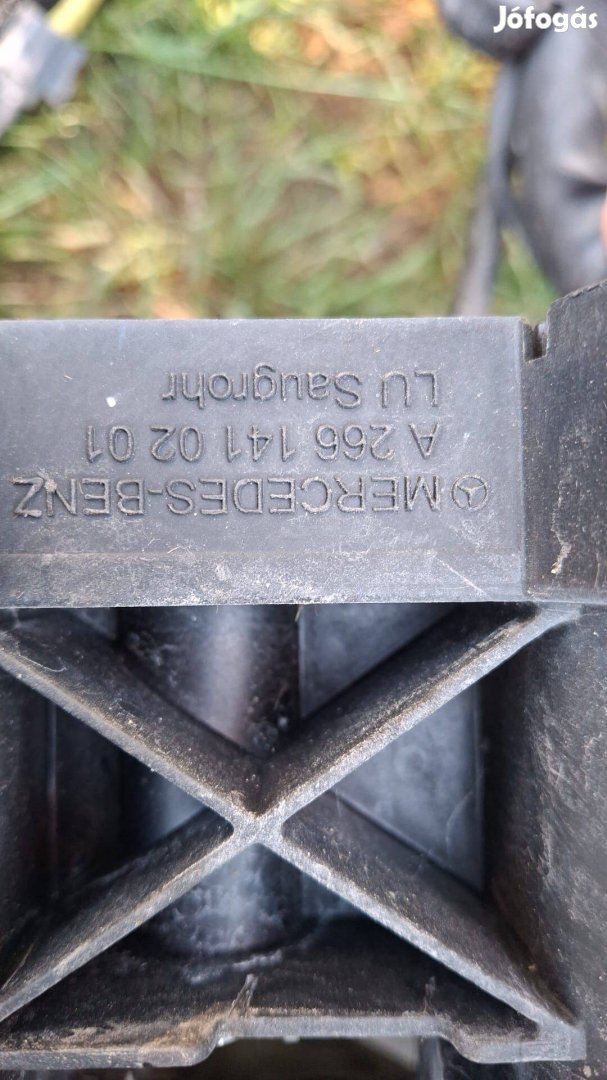 Jófogás
MERCEDES-BENZ
A 266 141 02 01
LU Saugrohr